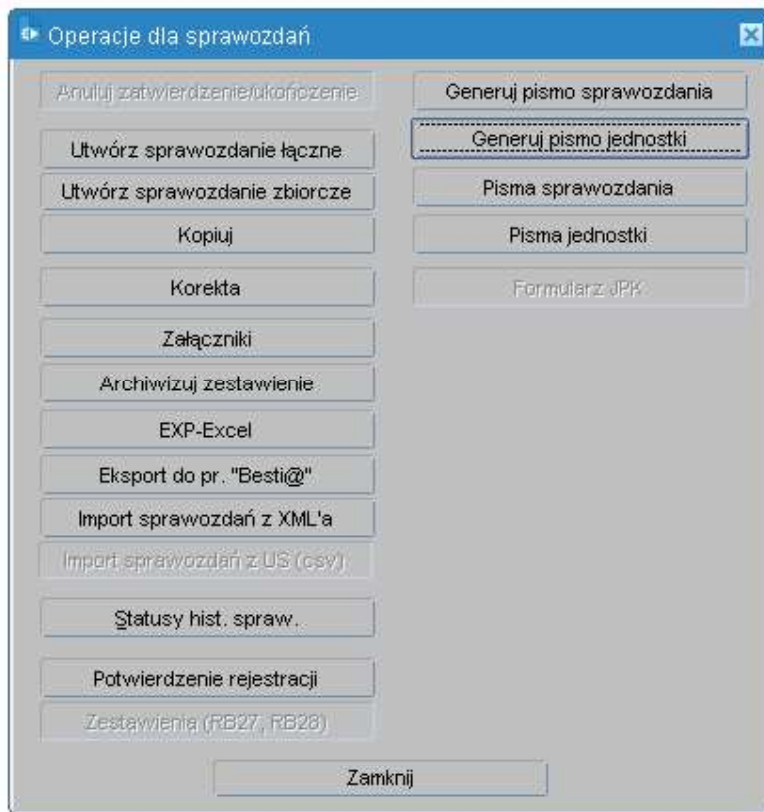 Operacje dla sprawozdań
Anuluj zatwierdzenie/ukończenie
Utwórz sprawozdanie łączne
Utwórz sprawozdanie zbiorcze
Kopiuj
Korekta
Załączniki
Archiwizuj zestawienie
EXP-Excel
Eksport do pr. "Besti@"
Import sprawozdań z XML'a
Import sprawozdań z US (csv)
Statusy hist. spraw.
Potwierdzenie rejestracji
Zestawienia (RB27, RB28)
Generuj pismo sprawozdania
Generuj pismo jednostki
Pisma sprawozdania
Pisma jednostki
Formularz JPK
Zamknij